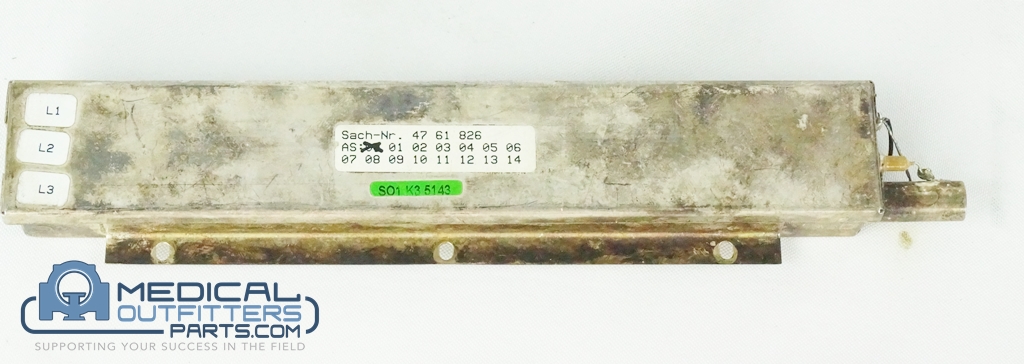 L1
L2
L3
Sach-Nr. 47 61 826
AS: 01 02 03 04 05 06
07 08 09 10 11 12 13 14
SO1 K3 5143
MEDICAL
OUTFITTERS
PARTS.COM
SUPPORTING YOUR SUCCESS IN THE FIELD